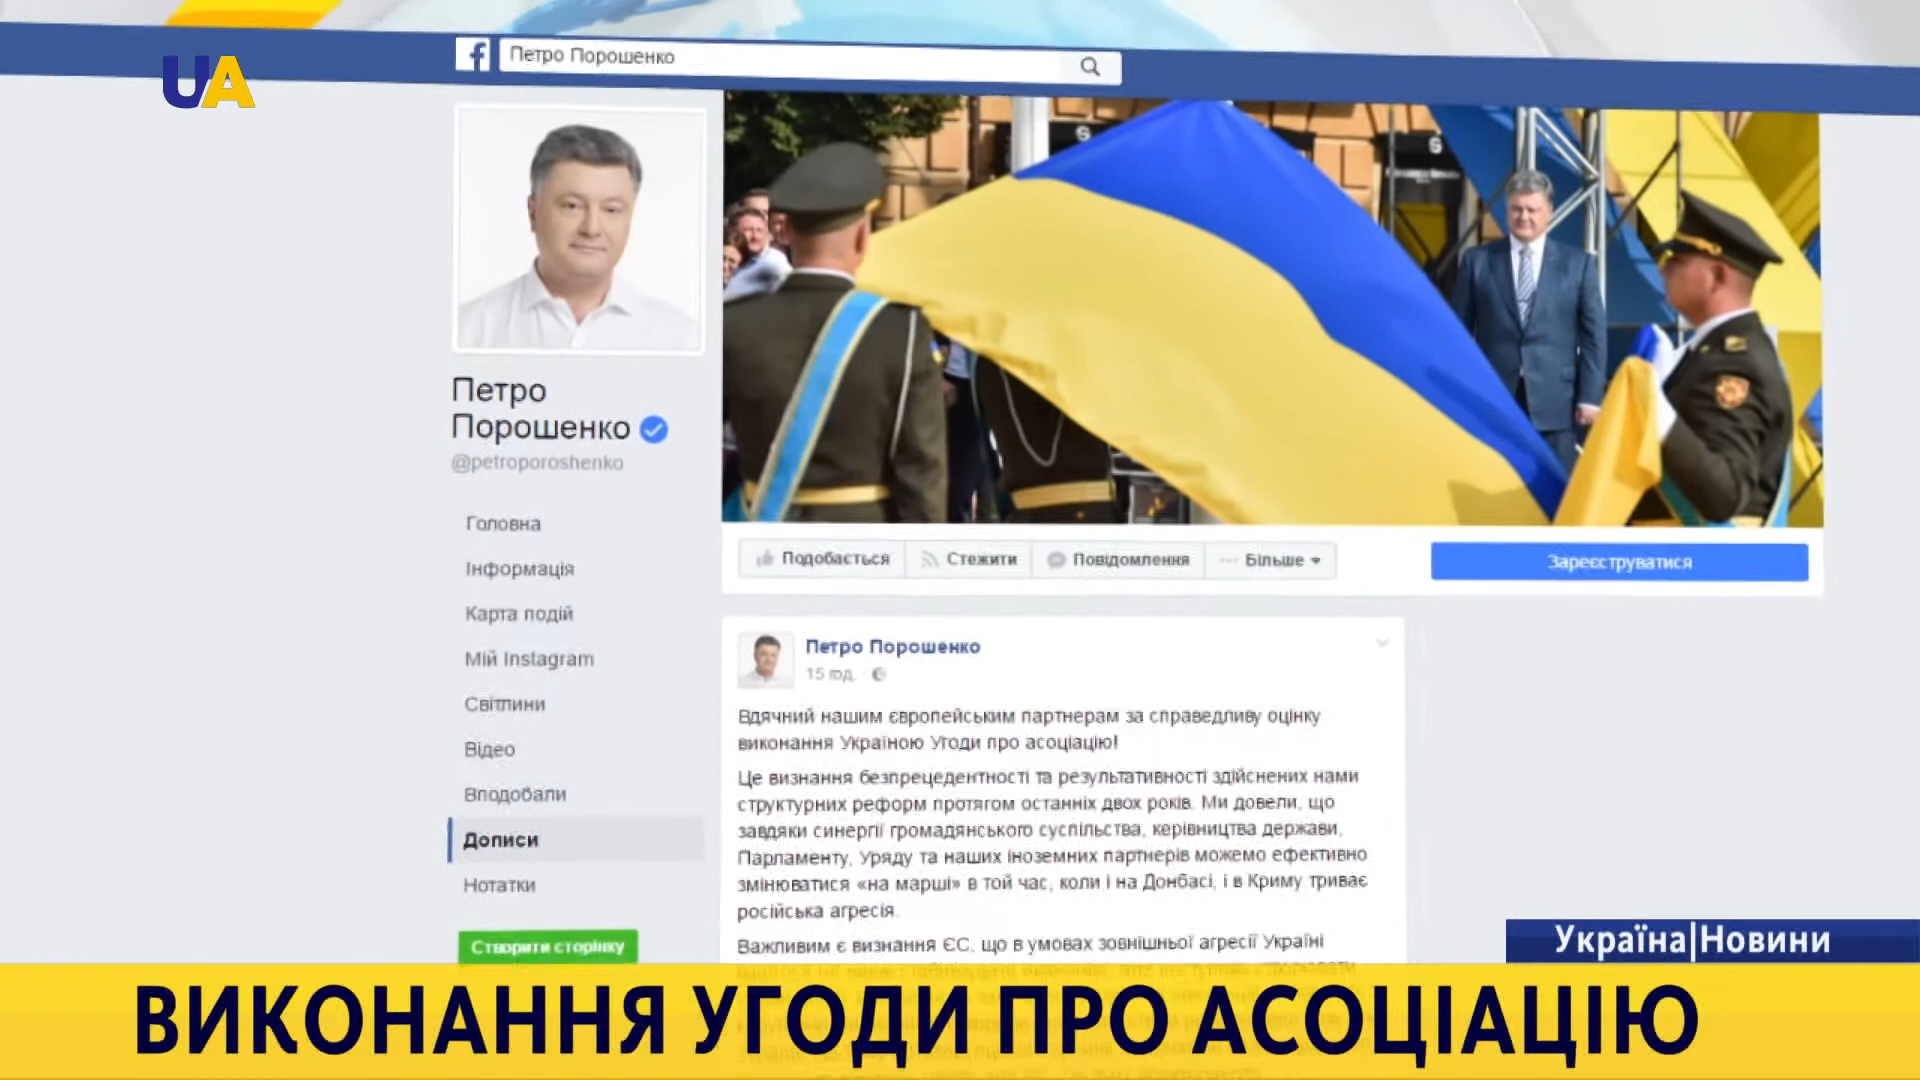 UA
Петро Порошенко
Петро
Порошенко
@petroporoshenko
Головна
Інформація
Карта подій
Мій Instagram
Світлини
Відео
Вподобали
Дописи
Нотатки
Створити сторінку
Подобається
Стежити
Повідомлення
Більше
Зареєструватися
Петро Порошенко
15 год.
Вдячний нашим європейським партнерам за справедливу оцінку
виконання Україною Угоди про асоціацію!
Це визнання безпрецедентності та результативності здійснених нами
структурних реформ протягом останніх двох років. Ми довели, що
завдяки синергії громадянського суспільства, керівництва держави,
Парламенту, Уряду та наших іноземних партнерів можемо ефективно
змінюватися «на марші» в той час, коли і на Донбасі, і в Криму триває
російська агресія.
Важливим є визнання ЄС, що в умовах зовнішньої агресії Україні
Україна|Новини
ВИКОНАННЯ УГОДИ ПРО АСОЦІАЦІЮ